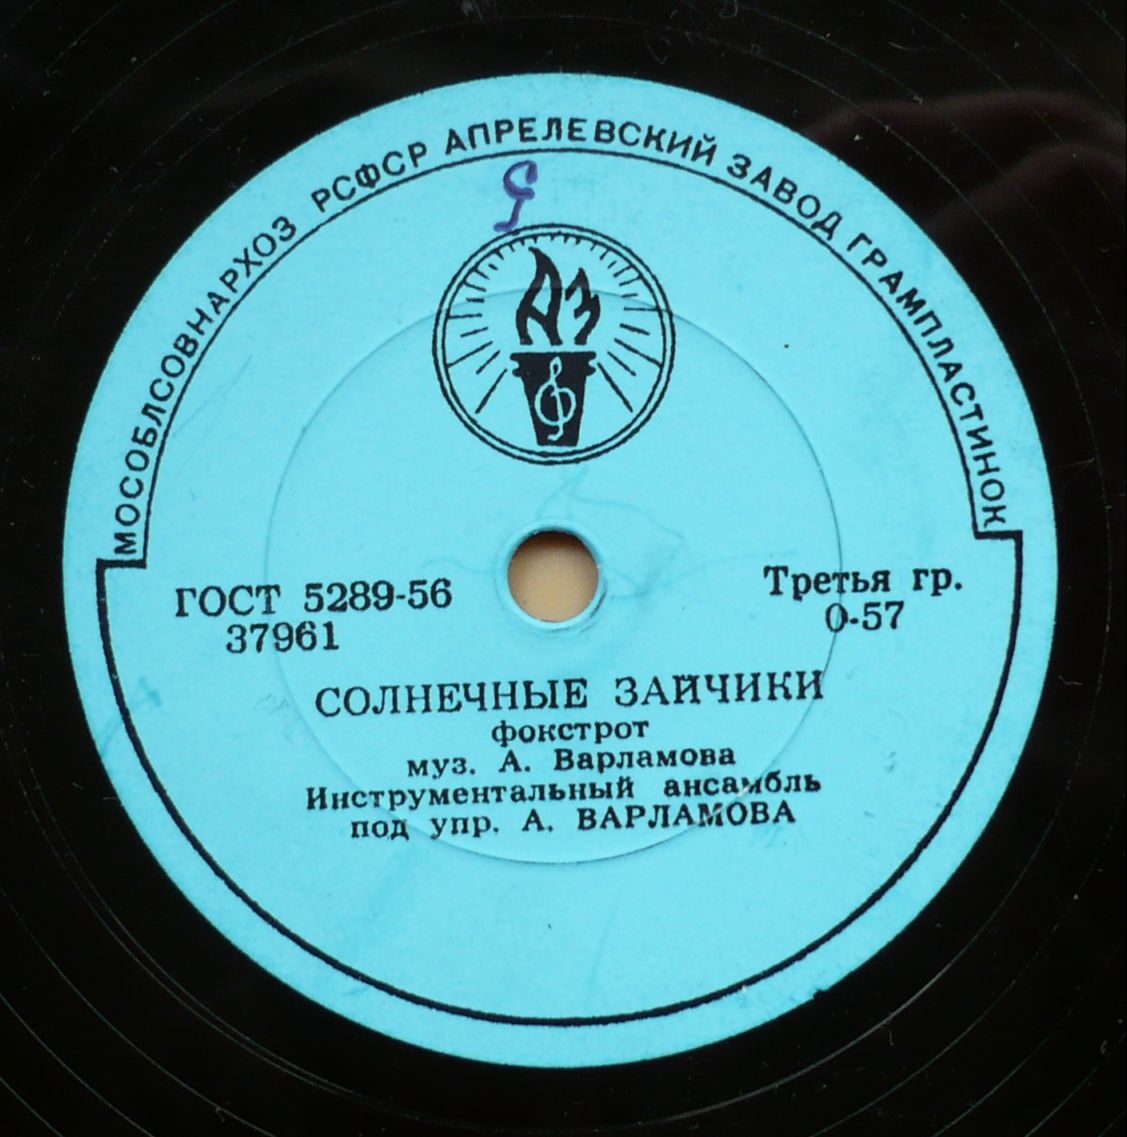 МОСОБЛСОВНАРХОЗ РСФСР АПРЕЛЕВСКИЙ ЗАВОД ГРАМПЛАСТИНОК
АЗ
ГОСТ 5289-56
37961
Третья гр.
0-57
СОЛНЕЧНЫЕ ЗАЙЧИКИ
фокстрот
муз. А. Варламова
Инструментальный ансамбль
под упр. А. ВАРЛАМОВА